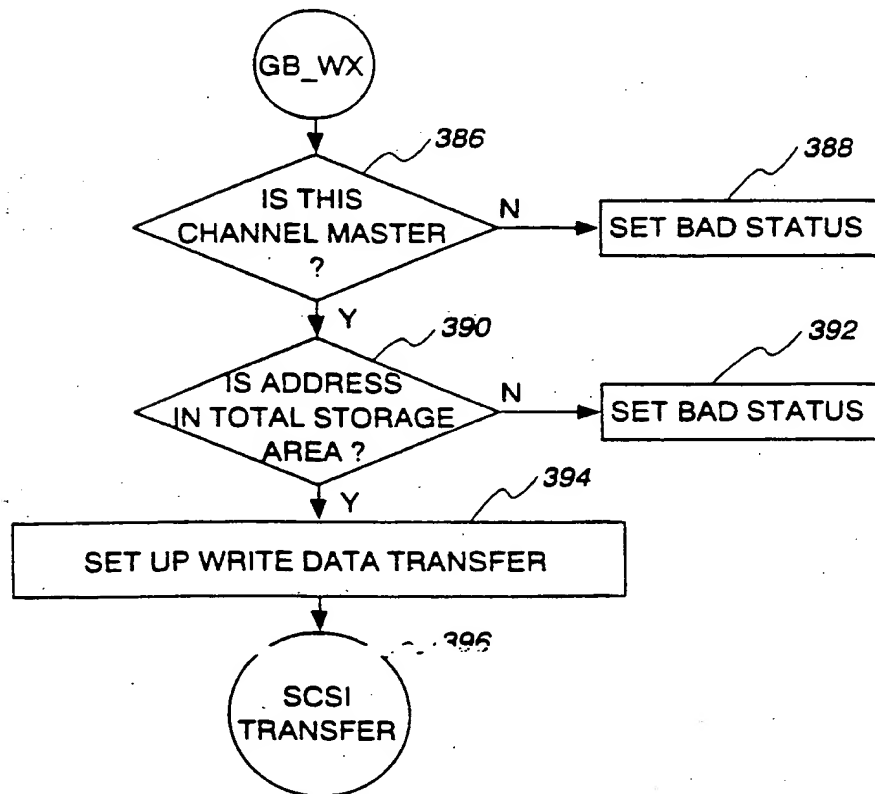 GB_WX
386
IS THIS
CHANNEL MASTER
?
N
388
SET BAD STATUS
Y
390
IS ADDRESS
IN TOTAL STORAGE
AREA ?
N
392
SET BAD STATUS
Y
394
SET UP WRITE DATA TRANSFER
396
SCSI
TRANSFER